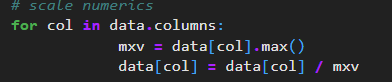 # scale numerics
for col in data.columns:
        mxv = data[col].max()
        data[col] = data[col] / mxv